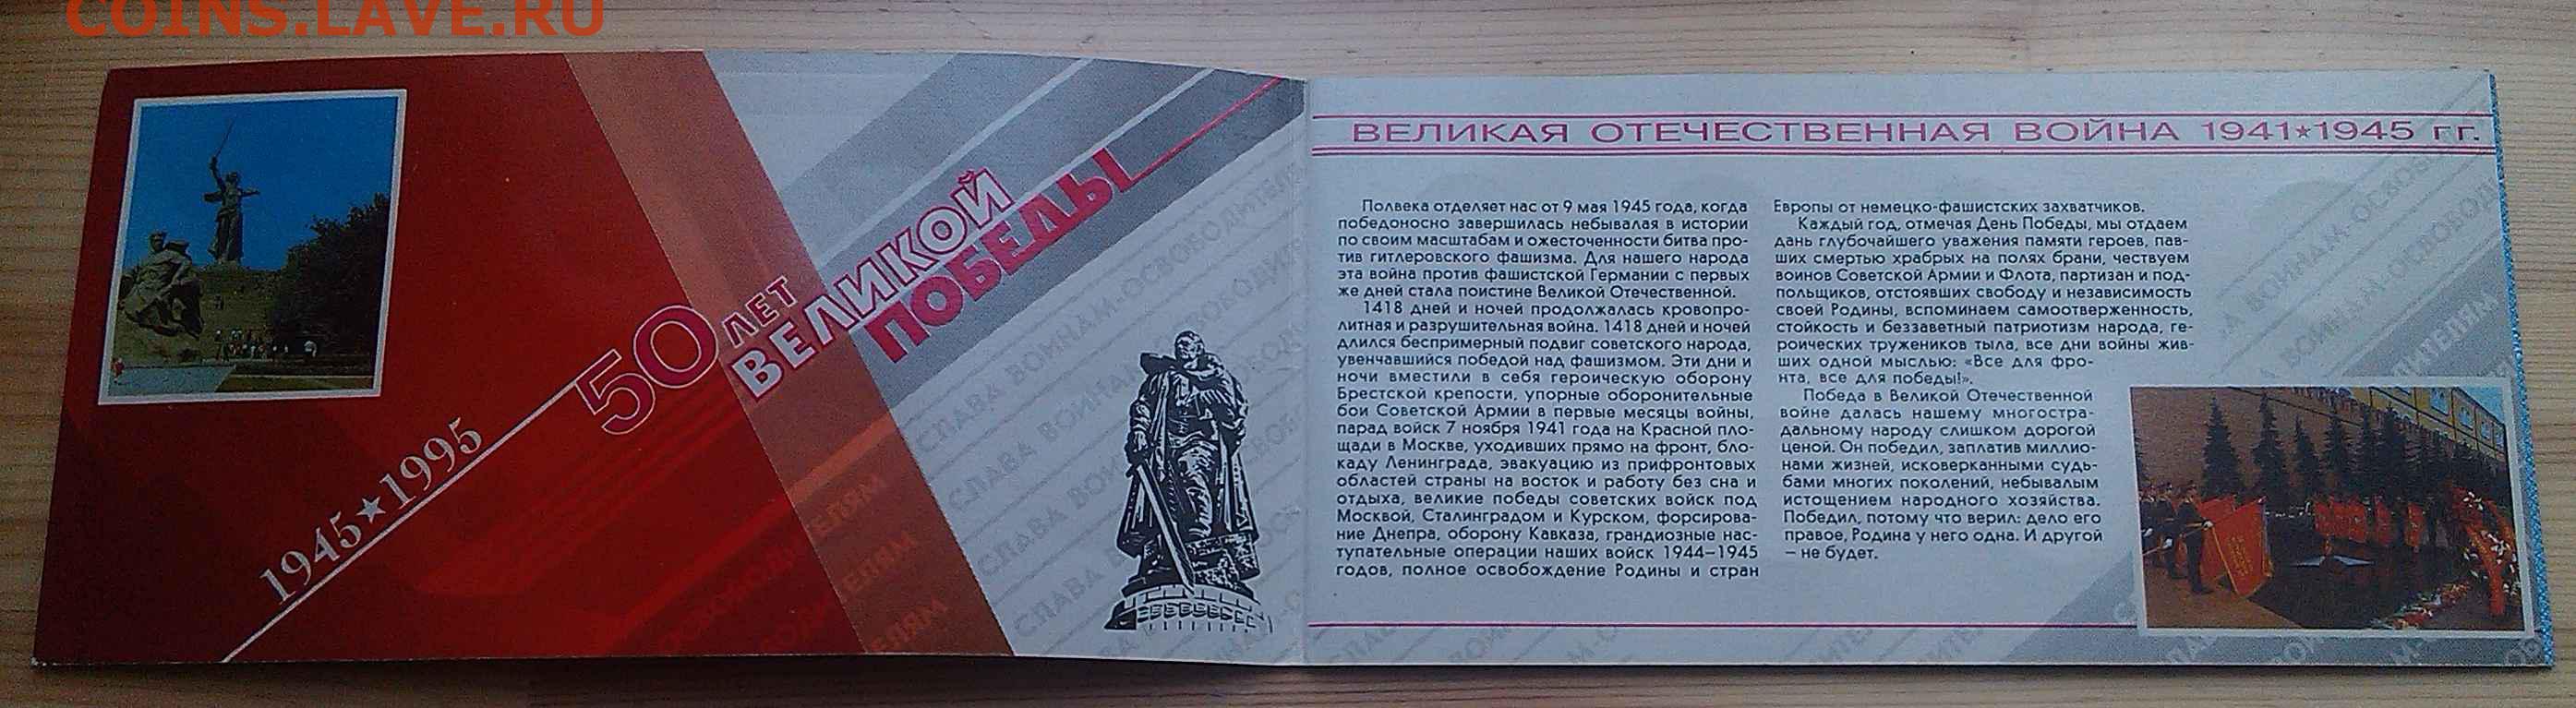 COINS.LAVE.RU
1945★1995
50 ЛЕТ
ВЕЛИКОЙ
ПОБЕДЫ
СЛАВА ВОИНАМ-ОСВОБОДИТЕЛЯМ
ВЕЛИКАЯ ОТЕЧЕСТВЕННАЯ ВОЙНА 1941★1945 гг.
Полвека отделяет нас от 9 мая 1945 года, когда
победоносно завершилась небывалая в истории
по своим масштабам и ожесточенности битва про-
тив гитлеровского фашизма. Для нашего народа
эта война против фашистской Германии с первых
же дней стала поистине Великой Отечественной.
1418 дней и ночей продолжалась кровопро-
литная и разрушительная война. 1418 дней и ночей
длился беспримерный подвиг советского народа,
увенчавшийся победой над фашизмом. Эти дни и
ночи вместили в себя героическую оборону
Брестской крепости, упорные оборонительные
бои Советской Армии в первые месяцы войны,
парад войск 7 ноября 1941 года на Красной пло-
щади в Москве, уходивших прямо на фронт, бло-
каду Ленинграда, эвакуацию из прифронтовых
областей страны на восток и работу без сна и
отдыха, великие победы советских войск под
Москвой, Сталинградом и Курском, форсирова-
ние Днепра, оборону Кавказа, грандиозные нас-
тупательные операции наших войск 1944–1945
годов, полное освобождение Родины и стран
Европы от немецко-фашистских захватчиков.
Каждый год, отмечая День Победы, мы отдаем
дань глубочайшего уважения памяти героев, пав-
ших смертью храбрых на полях брани, чествуем
воинов Советской Армии и Флота, партизан и под-
польщиков, отстоявших свободу и независимость
своей Родины, вспоминаем самоотверженность,
стойкость и беззаветный патриотизм народа, ге-
роических тружеников тыла, все дни войны жив-
ших одной мыслью: «Все для фро-
нта, все для победы!».
Победа в Великой Отечественной
войне далась нашему многостра-
дальному народу слишком дорогой
ценой. Он победил, заплатив миллио-
нами жизней, исковерканными судь-
бами многих поколений, небывалым
истощением народного хозяйства.
Победил, потому что верил: дело его
правое, Родина у него одна. И другой
– не будет.